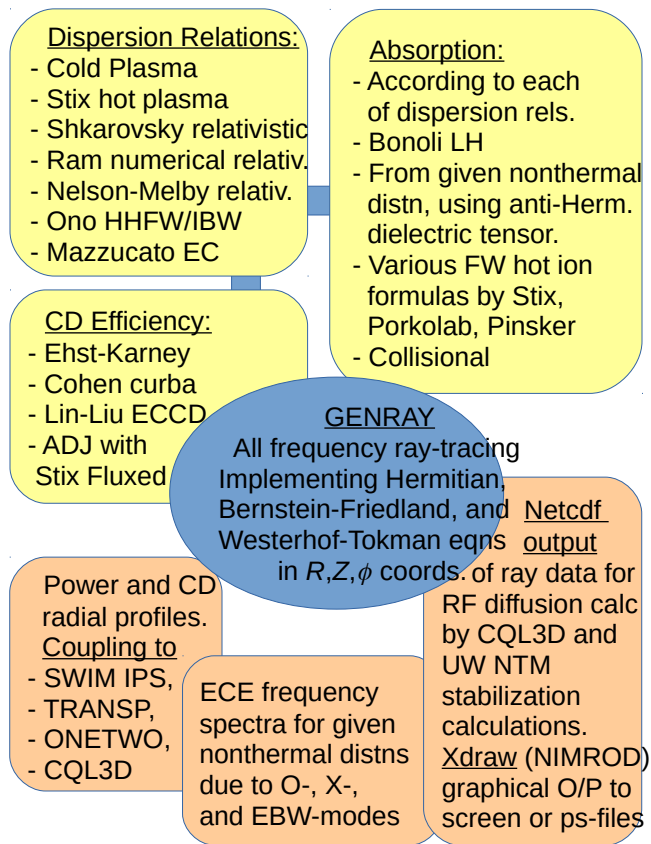 Dispersion Relations:
- Cold Plasma
- Stix hot plasma
- Shkarovsky relativistic
- Ram numerical relativ.
- Nelson-Melby relativ.
- Ono HHFW/IBW
- Mazzucato EC
Absorption:
- According to each
of dispersion rels.
- Bonoli LH
- From given nonthermal
distn, using anti-Herm.
dielectric tensor.
- Various FW hot ion
formulas by Stix,
Porkolab, Pinsker
- Collisional
CD Efficiency:
- Ehst-Karney
- Cohen curba
- Lin-Liu ECCD
- ADJ with
Stix Fluxed
GENRAY
All frequency ray-tracing
Implementing Hermitian,
Bernstein-Friedland, and
Westerhof-Tokman eqns
in R,Z,ϕ coords.
Power and CD
radial profiles.
Coupling to
- SWIM IPS,
- TRANSP,
- ONETWO,
- CQL3D
ECE frequency
spectra for given
nonthermal distns
due to O-, X-,
and EBW-modes
Netcdf
output
of ray data for
RF diffusion calc
by CQL3D and
UW NTM
stabilization
calculations.
Xdraw (NIMROD)
graphical O/P to
screen or ps-files